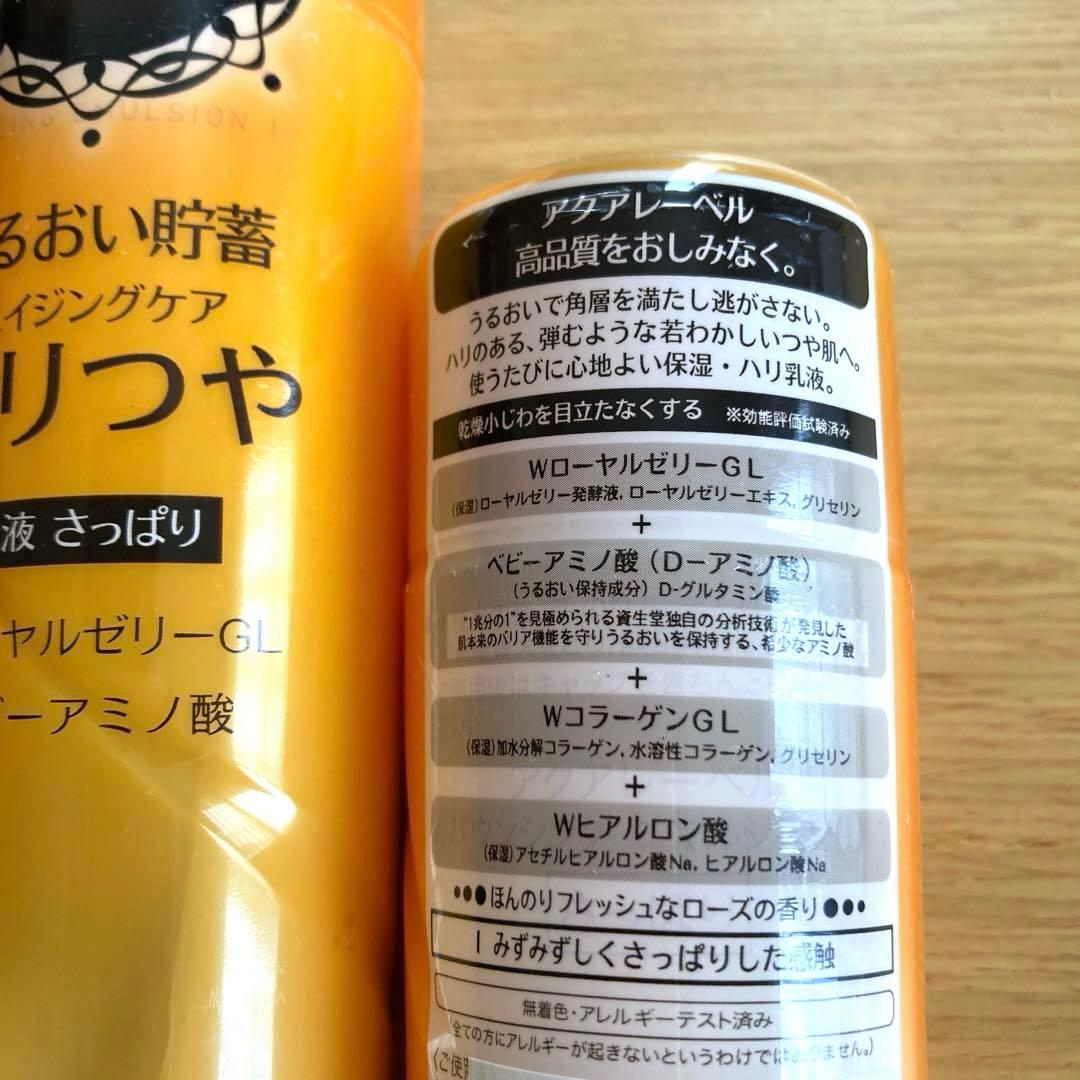 LING EMULSION I
るおい貯蓄
エイジングケア
リつや
液 さっぱり
ーヤルゼリーGL
ビーアミノ酸
アクアレーベル
高品質をおしみなく。
うるおいで角層を満たし逃がさない。
ハリのある、弾むような若わかしいつや肌へ。
使うたびに心地よい保湿・ハリ乳液。
乾燥小じわを目立たなくする ※効能評価試験済み
WローヤルゼリーGL
(保湿)ローヤルゼリー発酵液, ローヤルゼリーエキス, グリセリン
+
ベビーアミノ酸(D-アミノ酸)
(うるおい保持成分) D-グルタミン酸
“1兆分の1”を見極められる資生堂独自の分析技術が発見した
肌本来のバリア機能を守りうるおいを保持する、希少なアミノ酸
+
WコラーゲンGL
(保湿)加水分解コラーゲン, 水溶性コラーゲン, グリセリン
+
Wヒアルロン酸
(保湿)アセチルヒアルロン酸Na, ヒアルロン酸Na
●●●ほんのりフレッシュなローズの香り●●●
I みずみずしくさっぱりした感触
無着色・アレルギーテスト済み
全ての方にアレルギーが起きないというわけではありません。)
〈ご使用